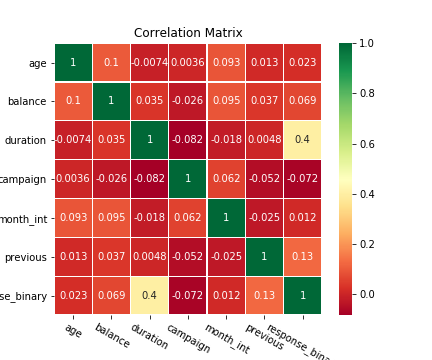 Correlation Matrix
age 1 0.1 -0.0074 0.0036 0.093 0.013 0.023
balance 0.1 1 0.035 -0.026 0.095 0.037 0.069
duration -0.0074 0.035 1 -0.082 -0.018 0.0048 0.4
campaign 0.0036 -0.026 -0.082 1 0.062 -0.052 -0.072
month_int 0.093 0.095 -0.018 0.062 1 -0.025 0.012
previous 0.013 0.037 0.0048 -0.052 -0.025 1 0.13
se_binary 0.023 0.069 0.4 -0.072 0.012 0.13 1
age balance duration campaign month_int previous response_bina
1.0
0.8
0.6
0.4
0.2
0.0